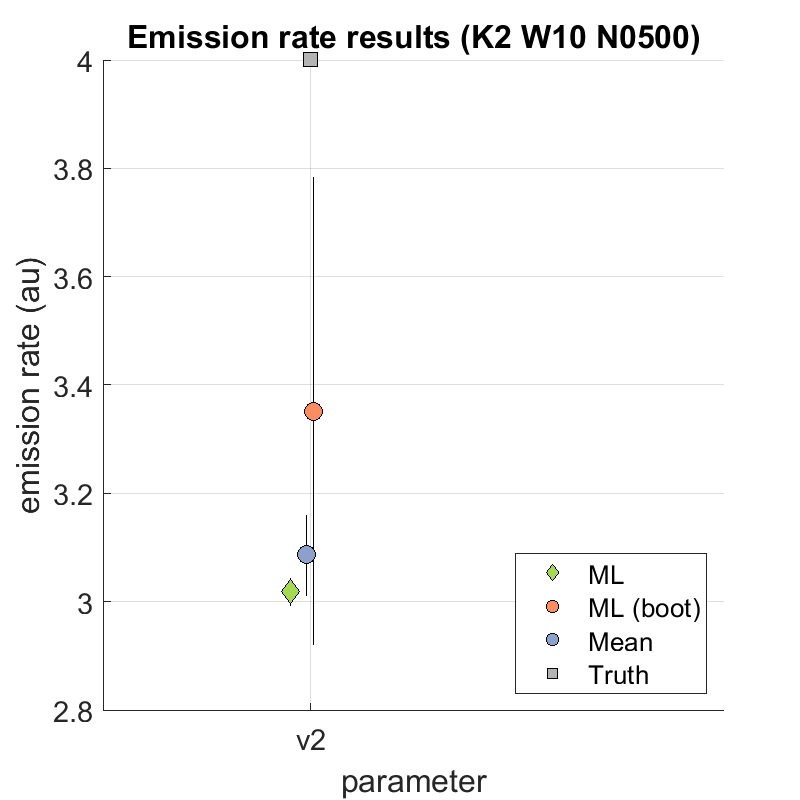 Emission rate results (K2 W10 N0500)
4
3.8
3.6
3.4
3.2
3
2.8
emission rate (au)
v2
parameter
ML
ML (boot)
Mean
Truth